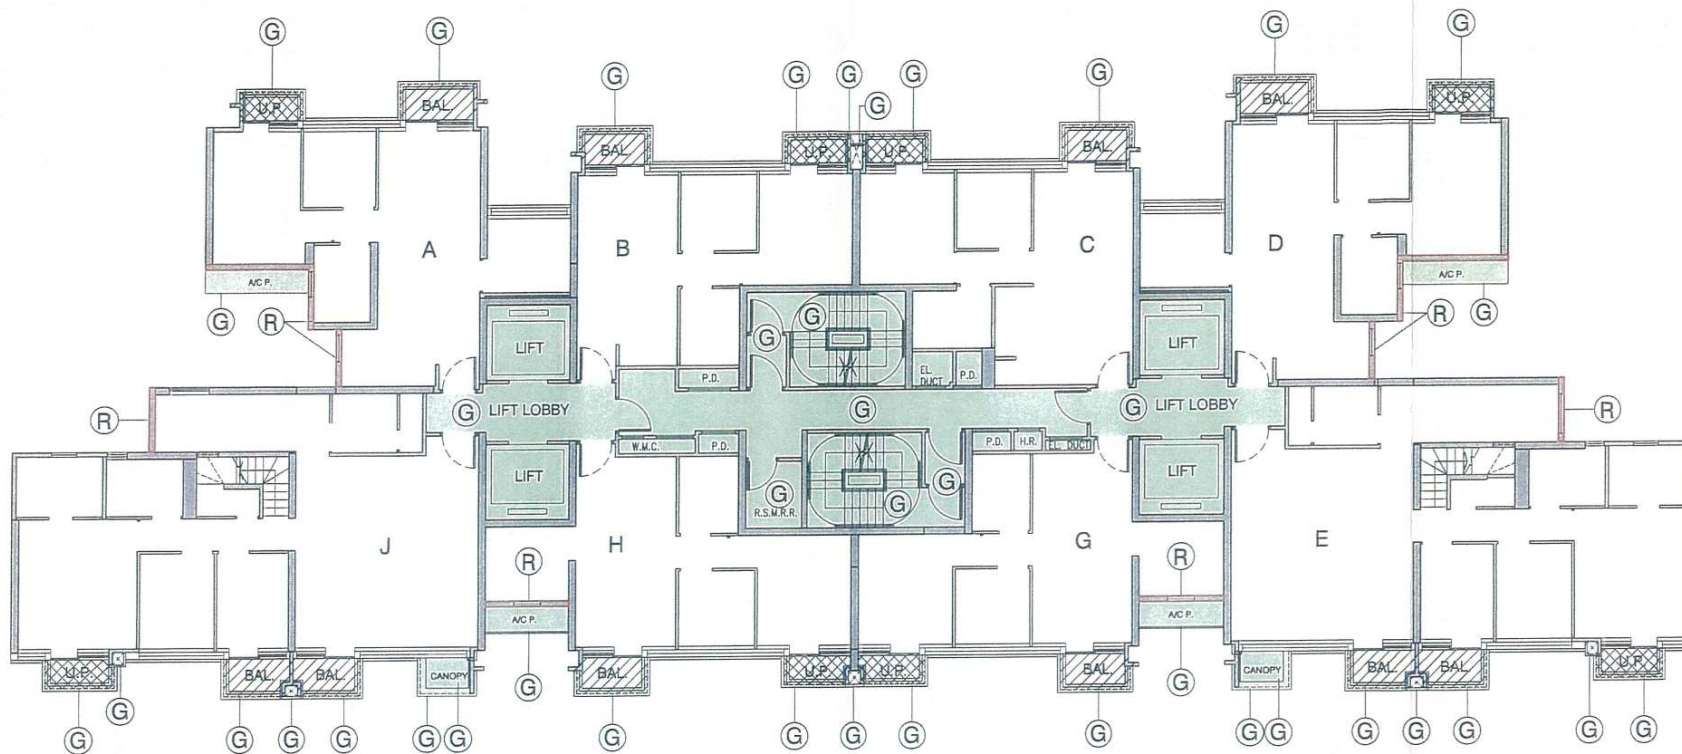 G G G G
G G G G G
G
BAL. U.P.
U.P. BAL.
BAL. U.P. U.P. BAL.
A B C D
A/C P. A/C P.
G R G G R G
LIFT LIFT
P.D. EL. DUCT P.D.
R G LIFT LOBBY G G LIFT LOBBY R
W.M.C. P.D. P.D. H.R. EL. DUCT
LIFT G G G LIFT
R.S.M.R.R.
J H G E
R R
A/C P. A/C P.
U.P. BAL. BAL. CANOPY BAL. U.P. U.P. BAL. CANOPY BAL. BAL. U.P.
G G G G
G G G G G G G G G G G G G G G G